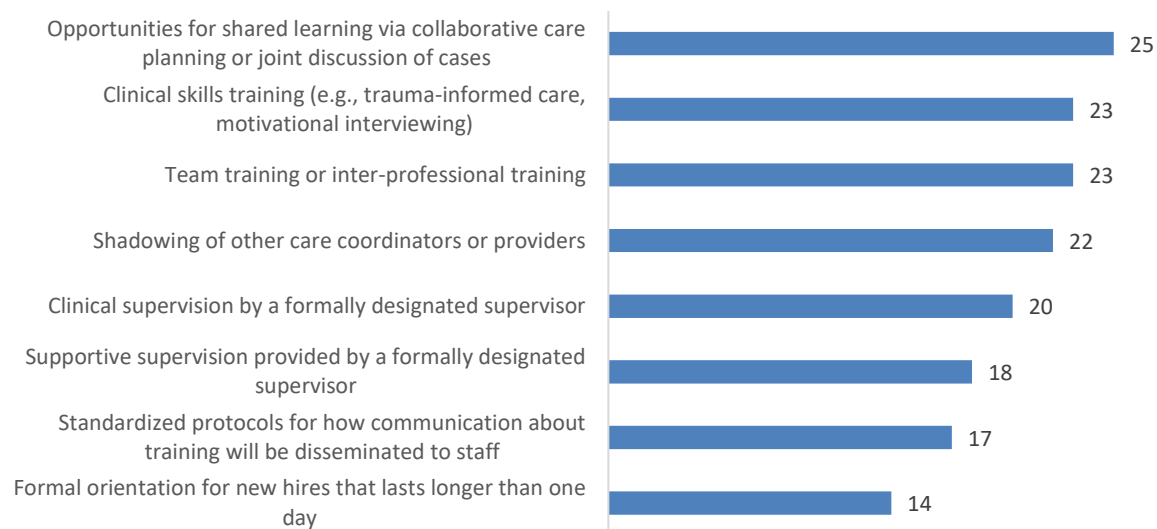 Opportunities for shared learning via collaborative care
planning or joint discussion of cases
25
Clinical skills training (e.g., trauma-informed care,
motivational interviewing)
23
Team training or inter-professional training
23
Shadowing of other care coordinators or providers
22
Clinical supervision by a formally designated supervisor
20
Supportive supervision provided by a formally designated
supervisor
18
Standardized protocols for how communication about
training will be disseminated to staff
17
Formal orientation for new hires that lasts longer than one
day
14